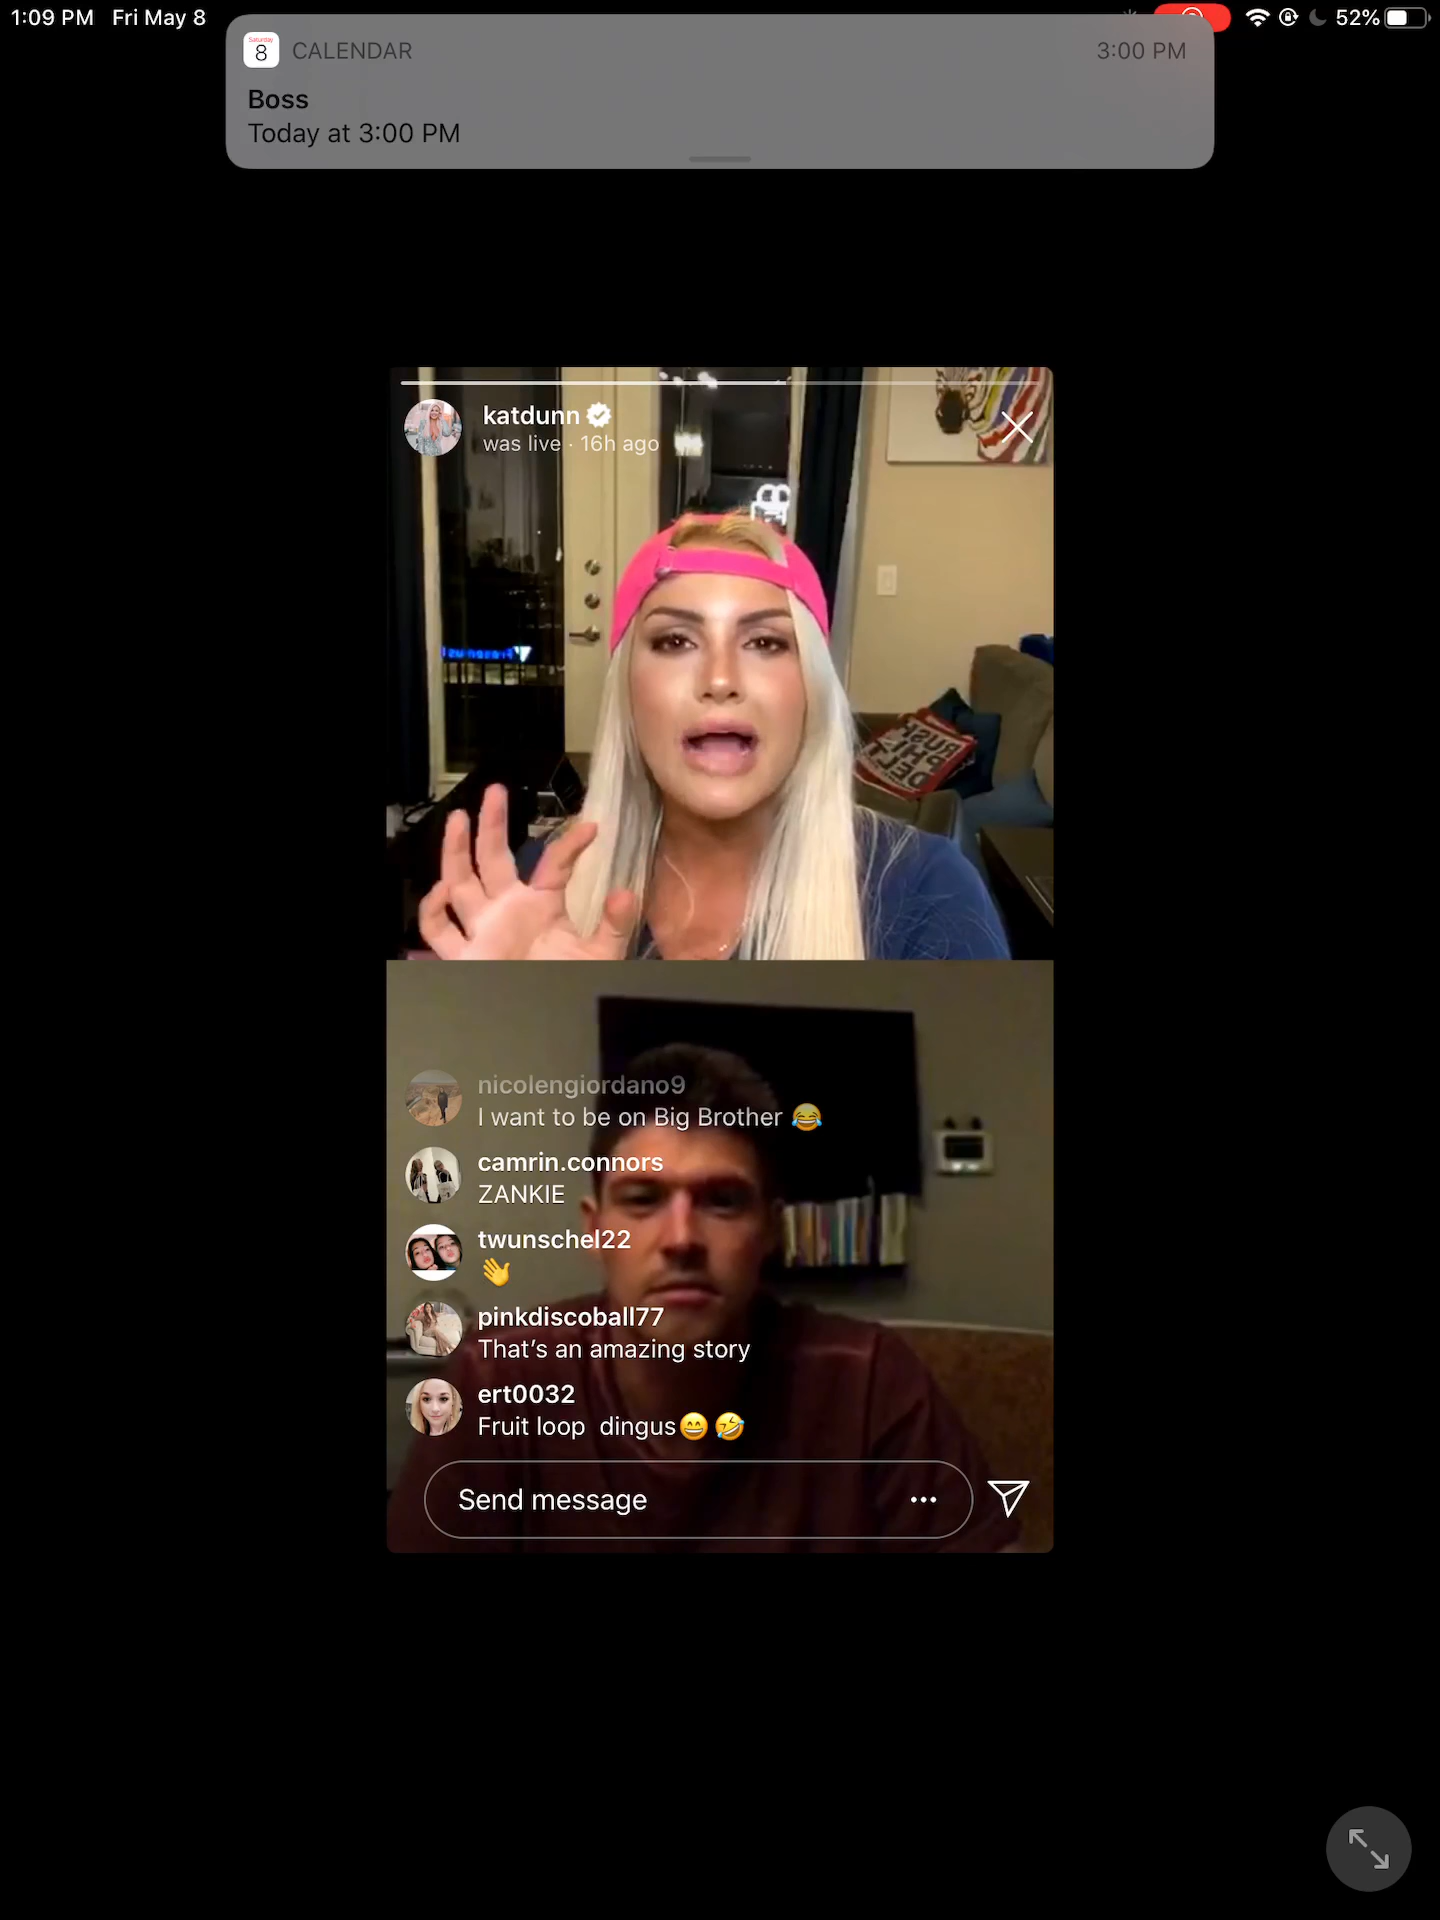 1:09 PM Fri May 8
52%
Saturday
8
CALENDAR
3:00 PM
Boss
Today at 3:00 PM
katdunn
was live · 16h ago
RUSH
PHI
DELT
nicolengiordano9
I want to be on Big Brother 😂
camrin.connors
ZANKIE
twunschel22
👋
pinkdiscoball77
That's an amazing story
ert0032
Fruit loop  dingus😄 🤣
Send message